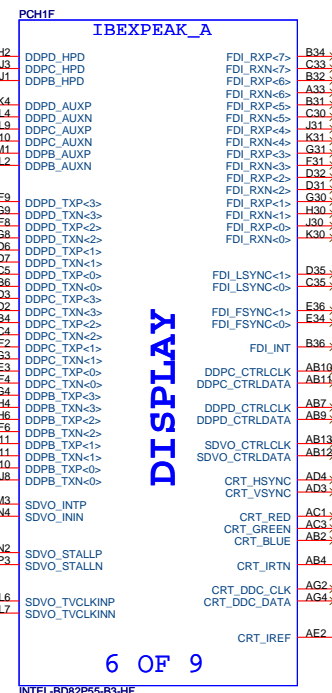 PCH1F
IBEXPEAK_A
DDPD_HPD FDI_RXP<7> B34
DDPC_HPD FDI_RXN<7> C33
DDPB_HPD FDI_RXP<6> B32
FDI_RXN<6> A33
DDPD_AUXP FDI_RXP<5> B31
DDPD_AUXN FDI_RXN<5> C30
DDPC_AUXP FDI_RXP<4> J31
DDPC_AUXN FDI_RXN<4> K31
DDPB_AUXP FDI_RXP<3> G31
DDPB_AUXN FDI_RXN<3> F31
FDI_RXP<2> D32
FDI_RXN<2> D31
DDPD_TXP<3> FDI_RXP<1> G30
DDPD_TXN<3> FDI_RXN<1> H30
DDPD_TXP<2> FDI_RXP<0> J30
DDPD_TXN<2> FDI_RXN<0> K30
DDPD_TXP<1>
DDPD_TXN<1>
DDPD_TXP<0> FDI_LSYNC<1> D35
DDPD_TXN<0> FDI_LSYNC<0> C35
DDPC_TXP<3>
DDPC_TXN<3> FDI_FSYNC<1> E36
DDPC_TXP<2> FDI_FSYNC<0> E34
DDPC_TXN<2>
DDPC_TXP<1> FDI_INT B36
DDPC_TXN<1>
DDPC_TXP<0> DDPC_CTRLCLK AB10
DDPC_TXN<0> DDPC_CTRLDATA AB11
DDPB_TXP<3>
DDPB_TXN<3> DDPD_CTRLCLK AB7
DDPB_TXP<2> DDPD_CTRLDATA AB9
DDPB_TXN<2>
DDPB_TXP<1> SDVO_CTRLCLK AB13
DDPB_TXN<1> SDVO_CTRLDATA AB12
DDPB_TXP<0>
DDPB_TXN<0> CRT_HSYNC AD4
CRT_VSYNC AD3
SDVO_INTP
SDVO_ININ CRT_RED AC1
CRT_GREEN AC3
CRT_BLUE AB2
SDVO_STALLP
SDVO_STALLN CRT_IRTN AB4
CRT_DDC_CLK AG2
SDVO_TVCLKINP CRT_DDC_DATA AG4
SDVO_TVCLKINN
CRT_IREF AE2
DISPLAY
6 OF 9
INTEL-BD82P55-B3-HF